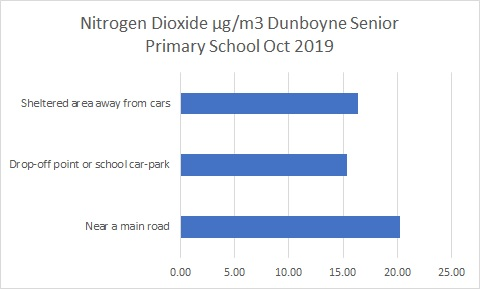 Nitrogen Dioxide µg/m3 Dunboyne Senior
Primary School Oct 2019
Sheltered area away from cars
Drop-off point or school car-park
Near a main road
0.00 5.00 10.00 15.00 20.00 25.00